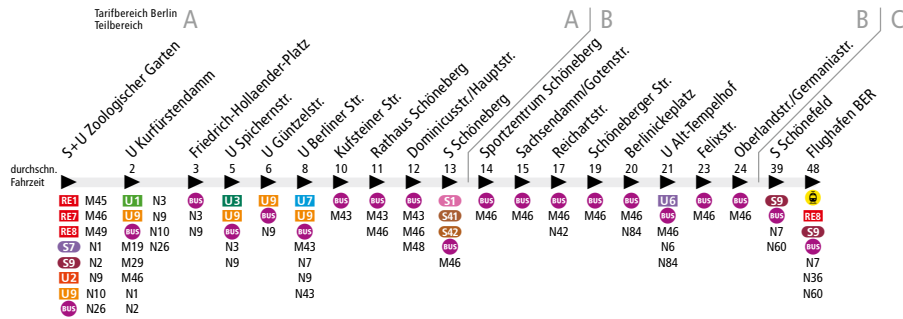 Tarifbereich Berlin
Teilbereich
A
A B
B C
S+U Zoologischer Garten
U Kurfürstendamm
Friedrich-Hollaender-Platz
U Spichernstr.
U Güntzelstr.
U Berliner Str.
Kufsteiner Str.
Rathaus Schöneberg
Dominicusstr./Hauptstr.
S Schöneberg
Sportzentrum Schöneberg
Sachsendamm/Gotenstr.
Reichartstr.
Schöneberger Str.
Berlinickeplatz
U Alt-Tempelhof
Felixstr.
Oberlandstr./Germaniastr.
S Schönefeld
Flughafen BER
durchschn.
Fahrzeit
2 3 5 6 8 10 11 12 13 14 15 17 19 20 21 23 24 39 48
RE1 M45 U1 N3 BUS U3 U9 U7 BUS BUS BUS S1 BUS BUS BUS BUS BUS U6 BUS BUS S9
RE7 M46 U9 N9 N3 U9 BUS U9 M43 M43 M43 S41 M46 M46 M46 M46 M46 BUS M46 M46 BUS RE8
RE8 M49 BUS N10 N9 BUS N9 BUS M46 M46 S42 N42 N84 M46 N7 S9
S7 N1 M19 N26 N3 M43 M48 BUS N6 N60 BUS
S9 N2 M29 N9 N7 M46 N84 N7
U2 N9 M46 N9 N36
U9 N10 N1 N43 N60
BUS N26 N2